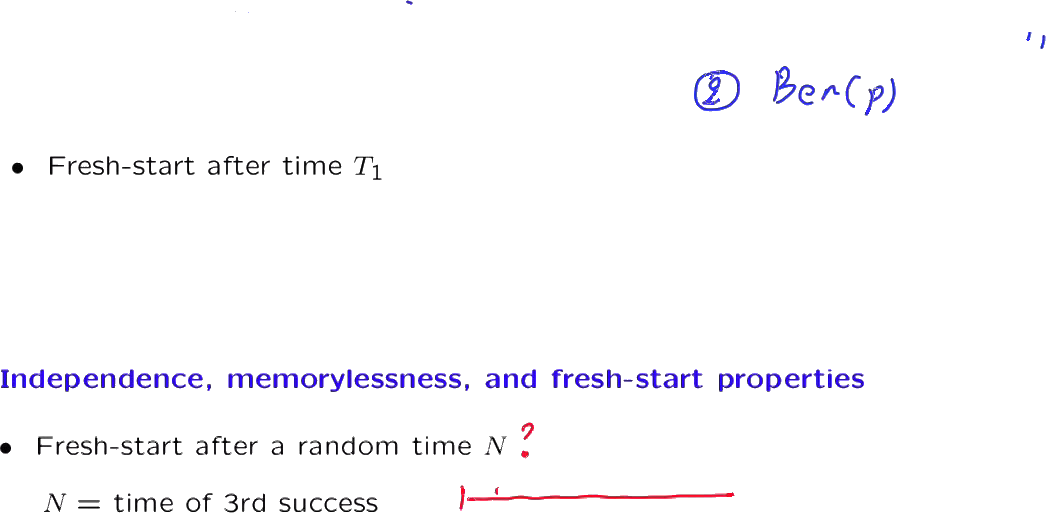 ② Ber(p)
• Fresh-start after time T₁
Independence, memorylessness, and fresh-start properties
• Fresh-start after a random time N ?
N = time of 3rd success